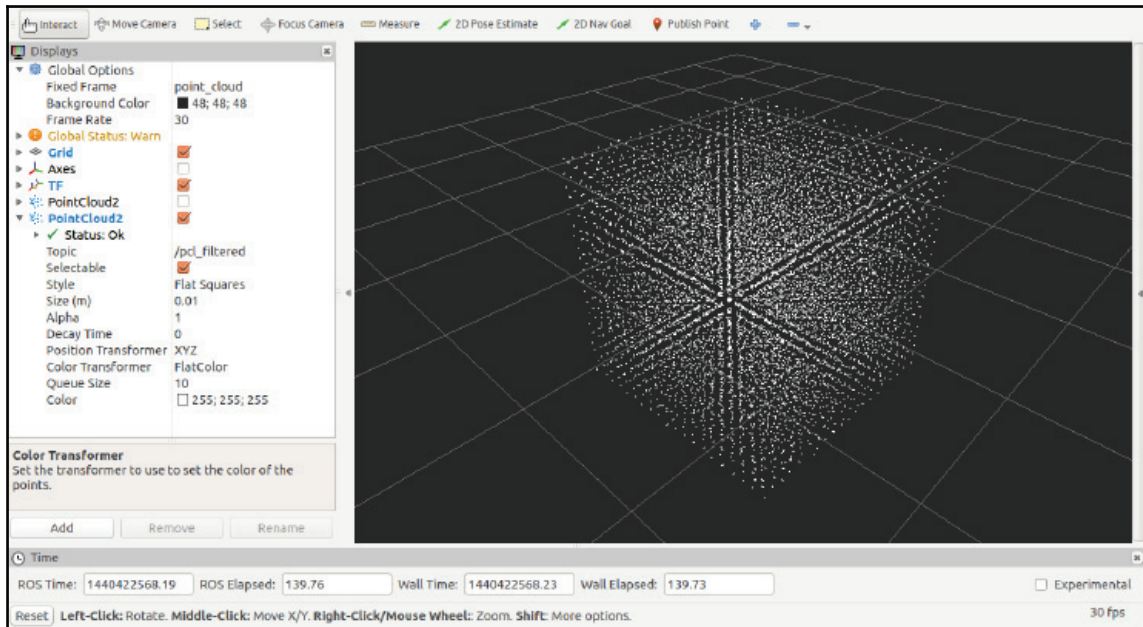 Interact Move Camera Select Focus Camera Measure 2D Pose Estimate 2D Nav Goal Publish Point
Displays
Global Options
Fixed Frame point_cloud
Background Color 48; 48; 48
Frame Rate 30
Global Status: Warn
Grid
Axes
TF
PointCloud2
PointCloud2
Status: Ok
Topic /pcl_filtered
Selectable
Style Flat Squares
Size (m) 0.01
Alpha 1
Decay Time 0
Position Transformer XYZ
Color Transformer FlatColor
Queue Size 10
Color 255; 255; 255
Color Transformer
Set the transformer to use to set the color of the
points.
Add Remove Rename
Time
ROS Time: 1440422568.19 ROS Elapsed: 139.76 Wall Time: 1440422568.23 Wall Elapsed: 139.73 Experimental
Reset Left-Click: Rotate. Middle-Click: Move X/Y. Right-Click/Mouse Wheel: Zoom. Shift: More options. 30 fps